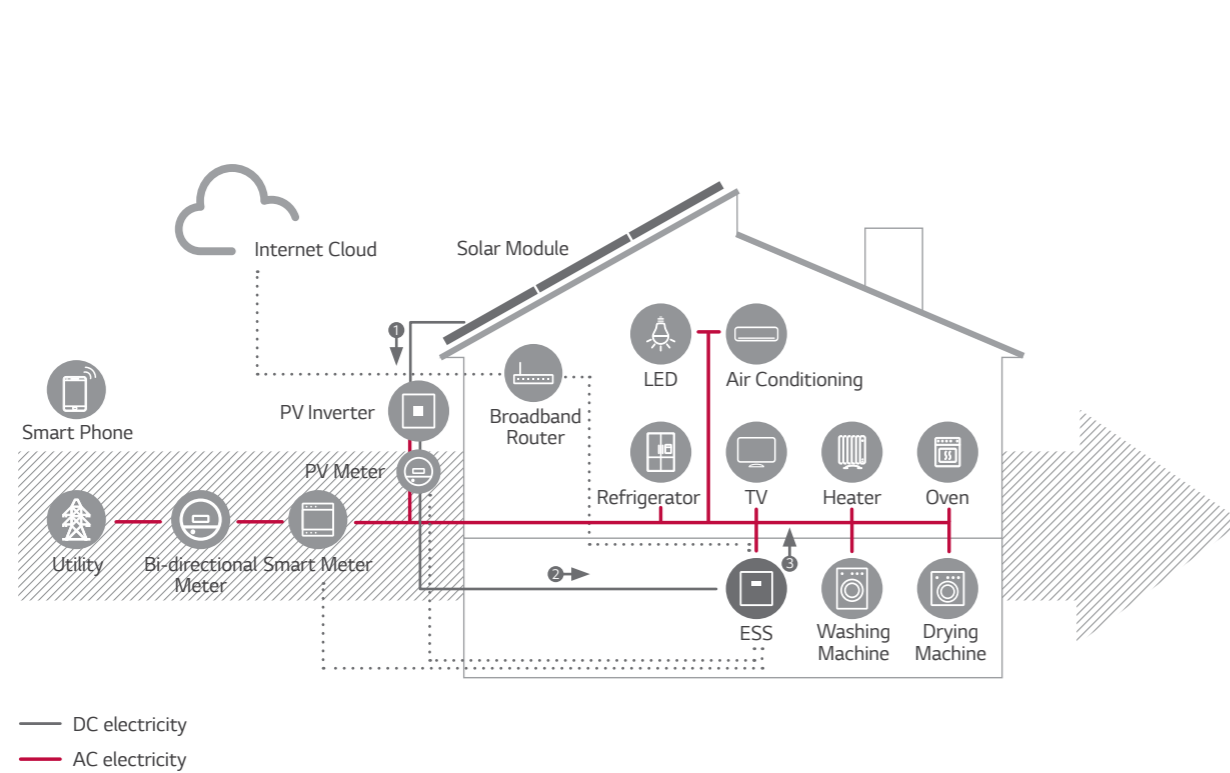 Internet Cloud
Solar Module
1
LED
Air Conditioning
PV Inverter
Broadband
Router
Smart Phone
PV Meter
Refrigerator
TV
Heater
Oven
Utility
Bi-directional
Meter
Smart Meter
2
3
ESS
Washing
Machine
Drying
Machine
DC electricity
AC electricity